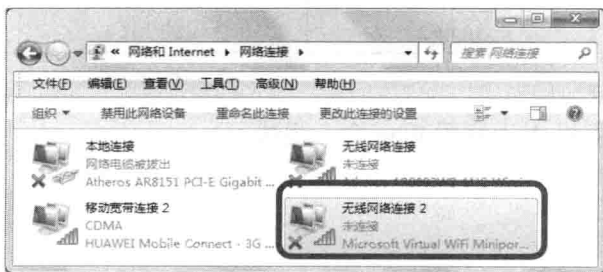 « 网络和 Internet ▸ 网络连接 ▸
搜索 网络连接
文件(F) 编辑(E) 查看(V) 工具(T) 高级(N) 帮助(H)
组织 ▼ 禁用此网络设备 重命名此连接 更改此连接的设置
本地连接
网络电缆被拔出
Atheros AR8151 PCI-E Gigabit ...
无线网络连接
未连接
移动宽带连接 2
CDMA
HUAWEI Mobile Connect - 3G ...
无线网络连接 2
未连接
Microsoft Virtual WiFi Minipor...